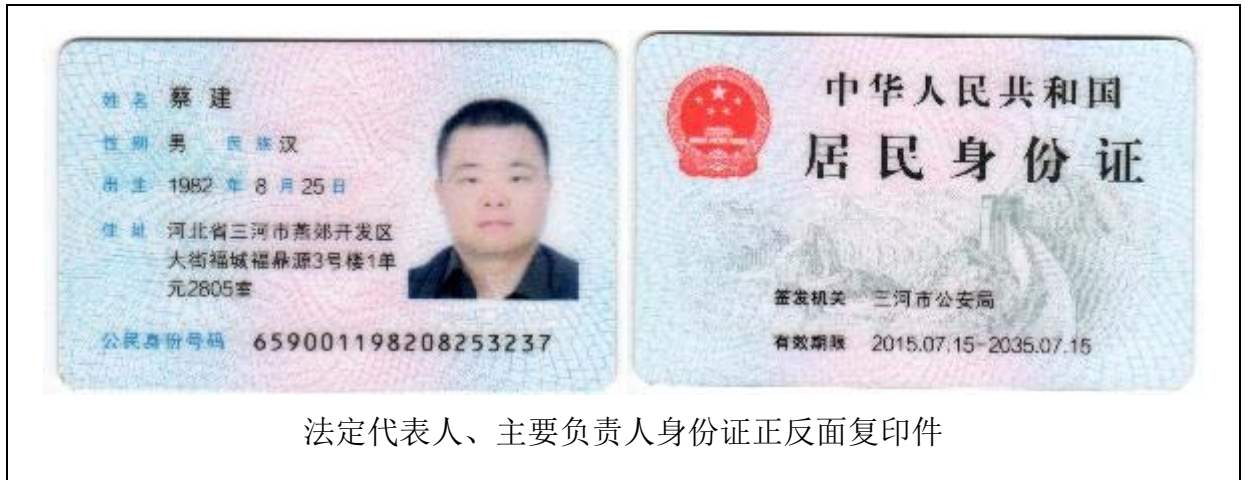 姓名 蔡建
性别 男 民族 汉
出生 1982 年 8 月 25 日
住址 河北省三河市燕郊开发区
大街福城福鼎源3号楼1单
元2805室
公民身份号码 659001198208253237
中华人民共和国
居民身份证
签发机关 三河市公安局
有效期限 2015.07.15-2035.07.15
法定代表人、主要负责人身份证正反面复印件